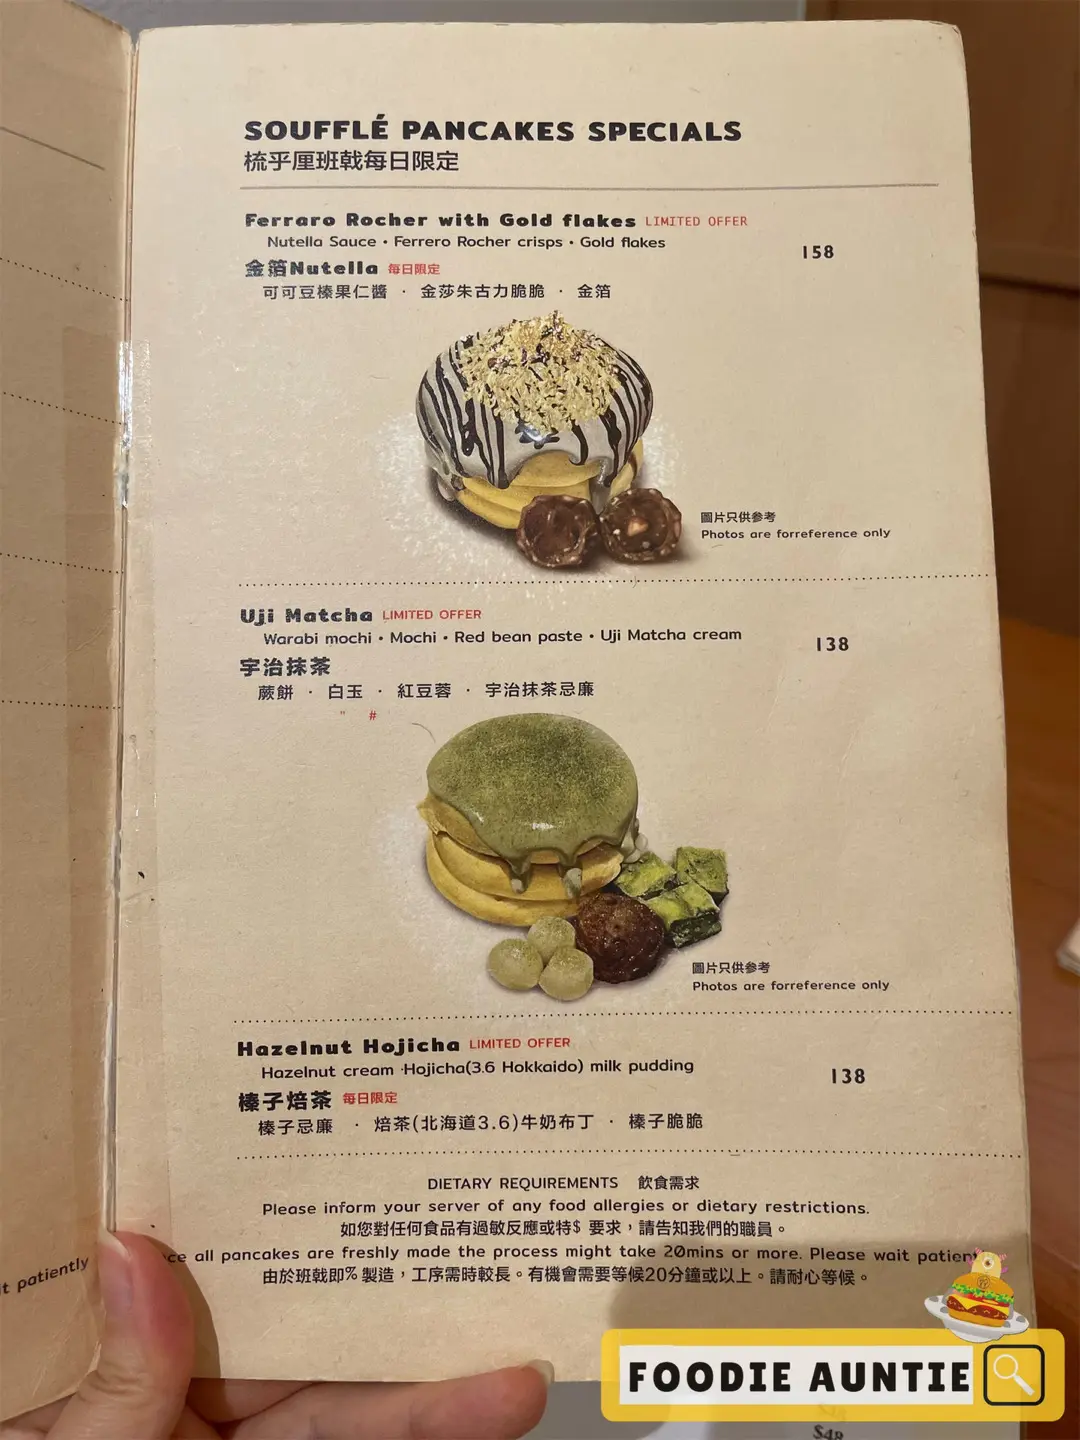 SOUFFLÉ PANCAKES SPECIALS
梳乎厘班戟每日限定
Ferraro Rocher with Gold flakes LIMITED OFFER
Nutella Sauce • Ferrero Rocher crisps • Gold flakes
158
金箔Nutella 每日限定
可可豆榛果仁醬 · 金莎朱古力脆脆 · 金箔
圖片只供參考
Photos are forreference only
Uji Matcha LIMITED OFFER
Warabi mochi • Mochi • Red bean paste • Uji Matcha cream
138
宇治抹茶
蕨餅 · 白玉 · 紅豆蓉 · 宇治抹茶忌廉
" #
圖片只供參考
Photos are forreference only
Hazelnut Hojicha LIMITED OFFER
Hazelnut cream ·Hojicha(3.6 Hokkaido) milk pudding
138
榛子焙茶 每日限定
榛子忌廉 · 焙茶(北海道3.6)牛奶布丁 · 榛子脆脆
DIETARY REQUIREMENTS 飲食需求
Please inform your server of any food allergies or dietary restrictions.
如您對任何食品有過敏反應或特$ 要求，請告知我們的職員。
all pancakes are freshly made the process might take 20mins or more. Please wait
由於班戟即% 製造，工序需時較長。有機會需要等候20分鐘或以上。請耐心等候。
patiently
FOODIE AUNTIE
$48